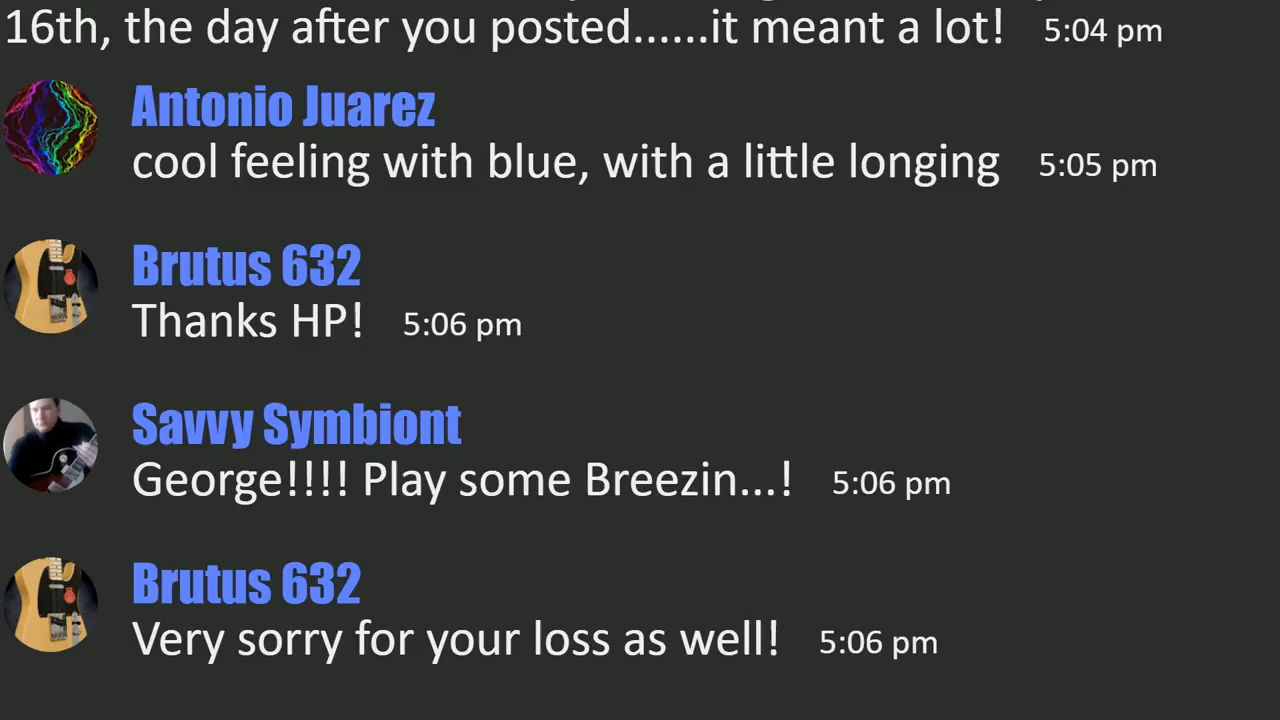 16th, the day after you posted......it meant a lot! 5:04 pm
Antonio Juarez
cool feeling with blue, with a little longing 5:05 pm
Brutus 632
Thanks HP! 5:06 pm
Savvy Symbiont
George!!!! Play some Breezin...! 5:06 pm
Brutus 632
Very sorry for your loss as well! 5:06 pm